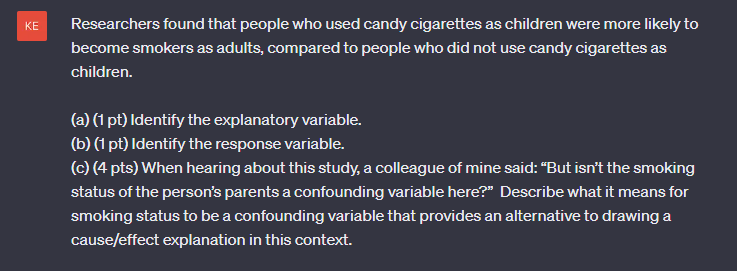 KE
Researchers found that people who used candy cigarettes as children were more likely to
become smokers as adults, compared to people who did not use candy cigarettes as
children.
(a) (1 pt) Identify the explanatory variable.
(b) (1 pt) Identify the response variable.
(c) (4 pts) When hearing about this study, a colleague of mine said: “But isn’t the smoking
status of the person’s parents a confounding variable here?”  Describe what it means for
smoking status to be a confounding variable that provides an alternative to drawing a
cause/effect explanation in this context.